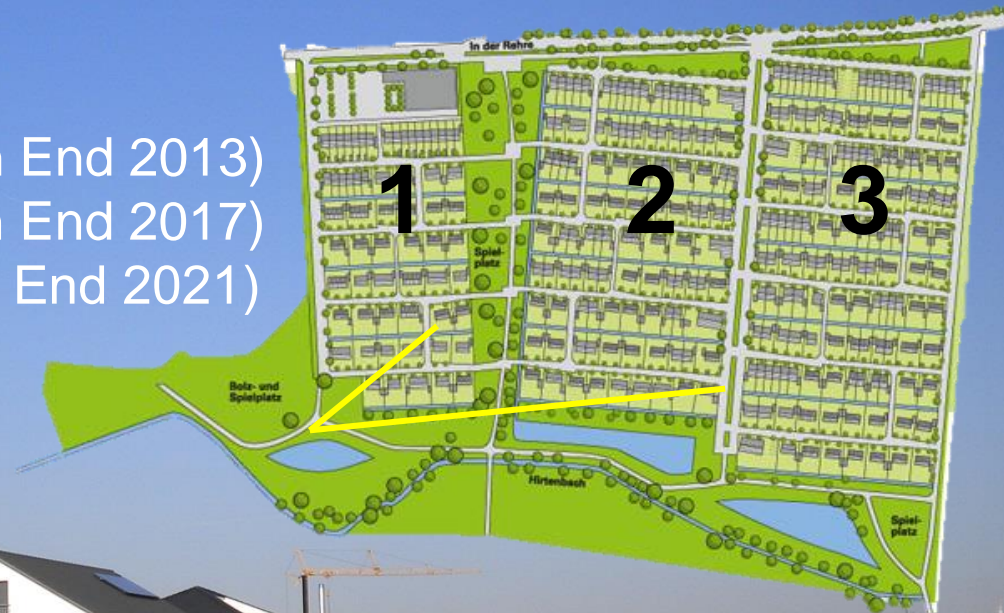 In der Rehre
End 2013)
End 2017)
End 2021)
1
2
3
Spiel-
platz
Bolz- und
Spielplatz
Hirtenbach
Spiel-
platz